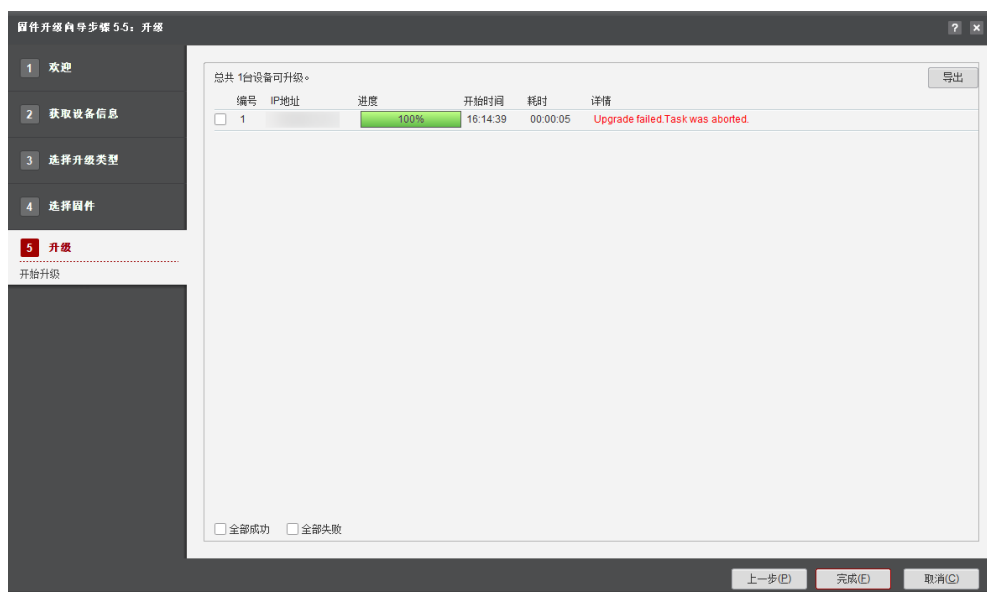 固件升级向导步骤 5-5：升级
? ×
1 欢迎
2 获取设备信息
3 选择升级类型
4 选择固件
5 升级
开始升级
总共 1台设备可升级。
导出
编号 IP地址 进度 开始时间 耗时 详情
1 100% 16:14:39 00:00:05 Upgrade failed.Task was aborted.
全部成功 全部失败
上一步(P) 完成(F) 取消(C)